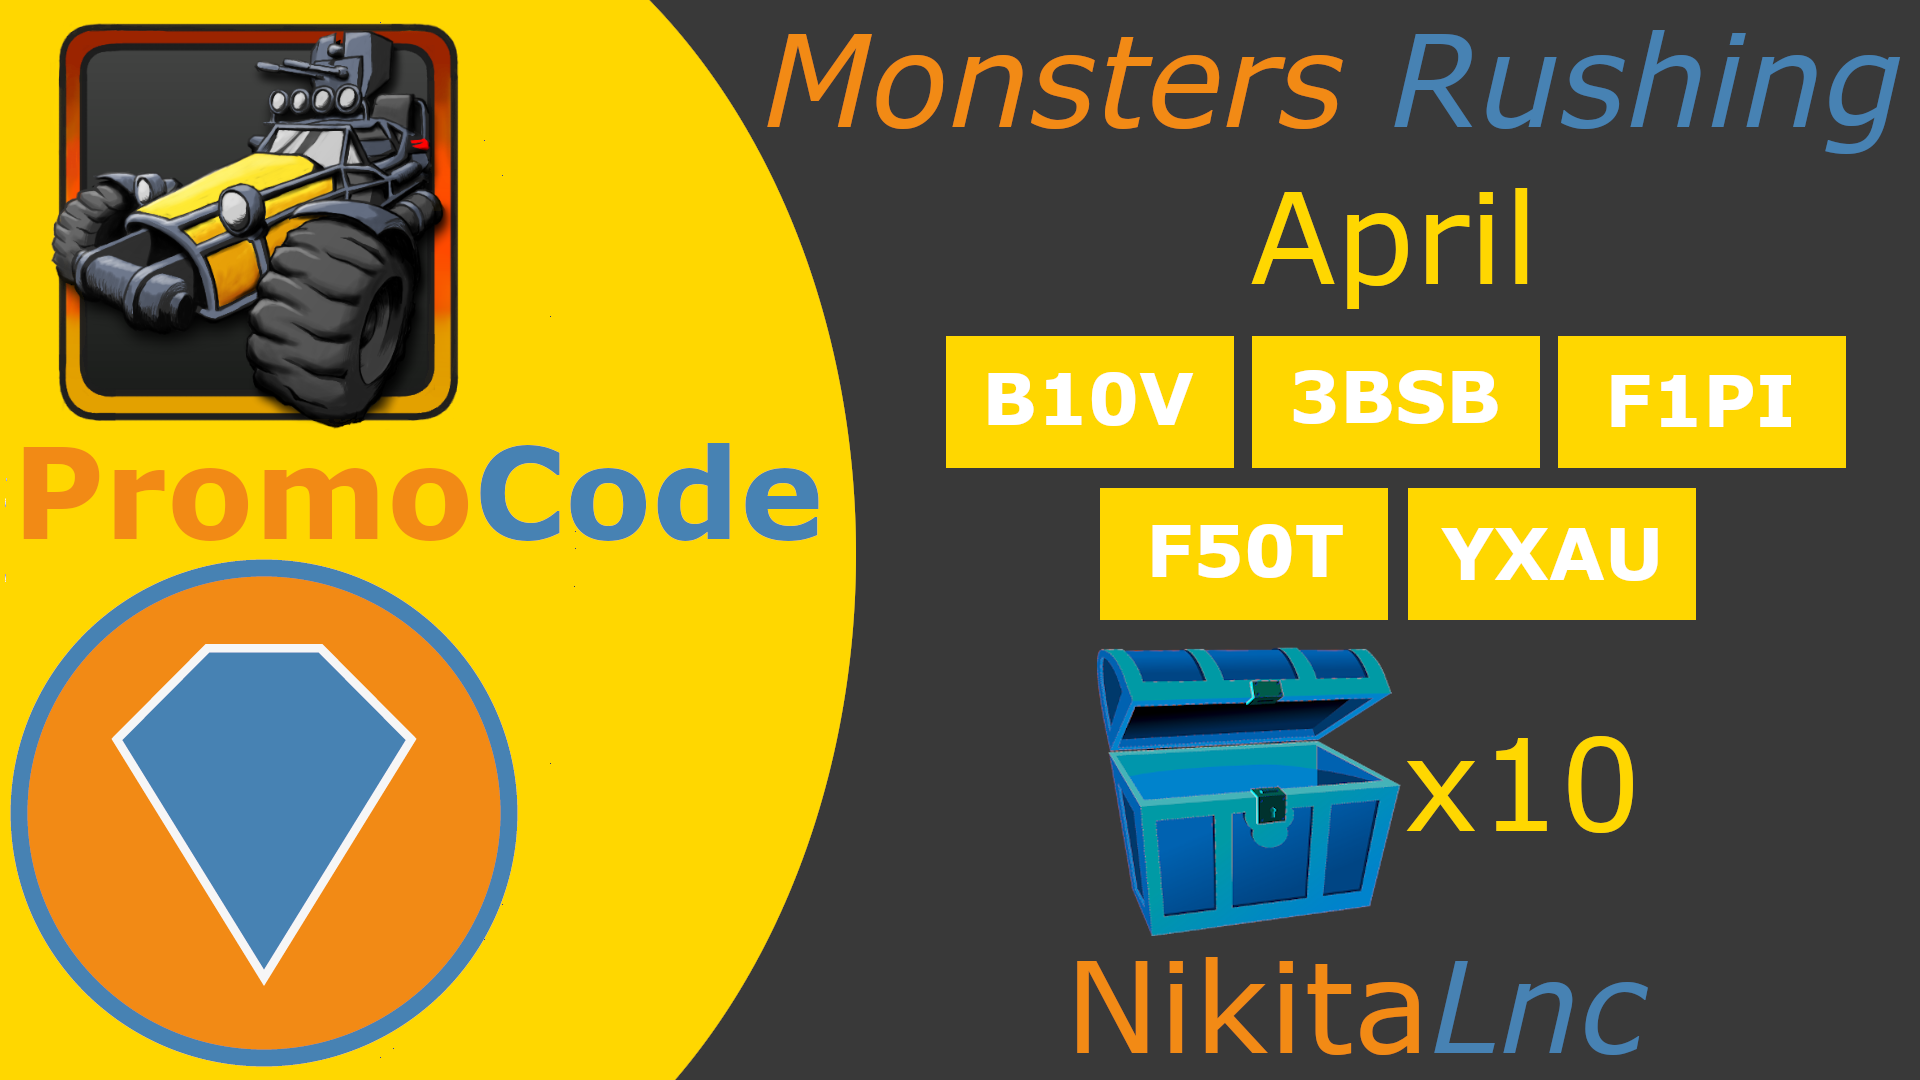 Monsters Rushing
April
B10V 3BSB F1PI
F50T YXAU
PromoCode
x10
NikitaLnc